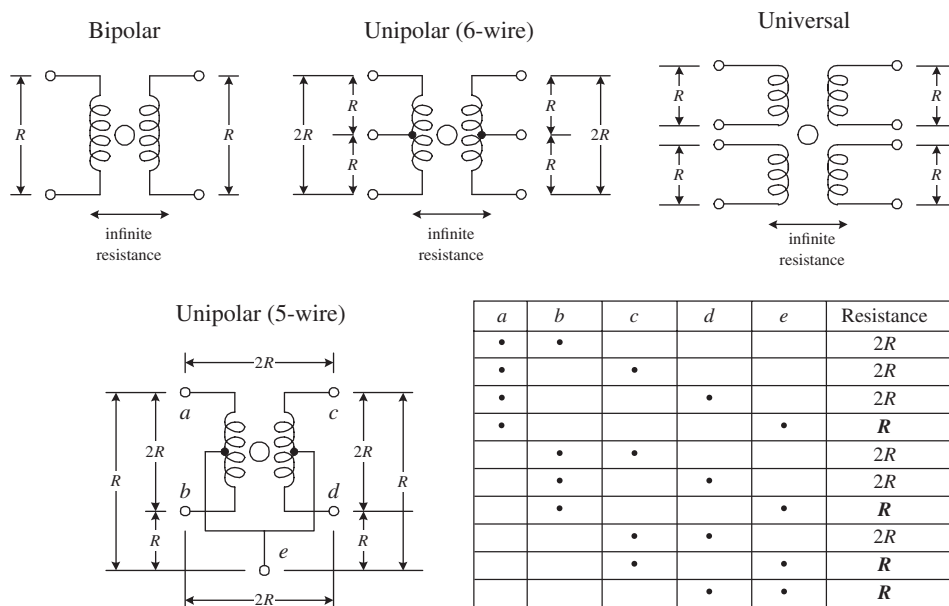 Bipolar
Unipolar (6-wire)
Universal
R
R
2R
R
R
R
R
2R
R
R
R
R
infinite
resistance
infinite
resistance
infinite
resistance
Unipolar (5-wire)
2R
a
c
R
2R
2R
R
b
d
R
R
e
2R
a b c d e Resistance
• • 2R
• • 2R
• • 2R
• • R
• • 2R
• • 2R
• • R
• • 2R
• • R
• • R